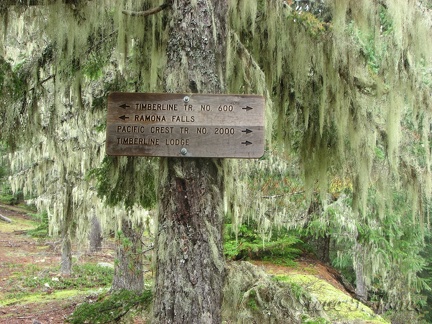 ← TIMBERLINE TR. NO. 600 →
← RAMONA FALLS
PACIFIC CREST TR. NO. 2000 →
TIMBERLINE LODGE →